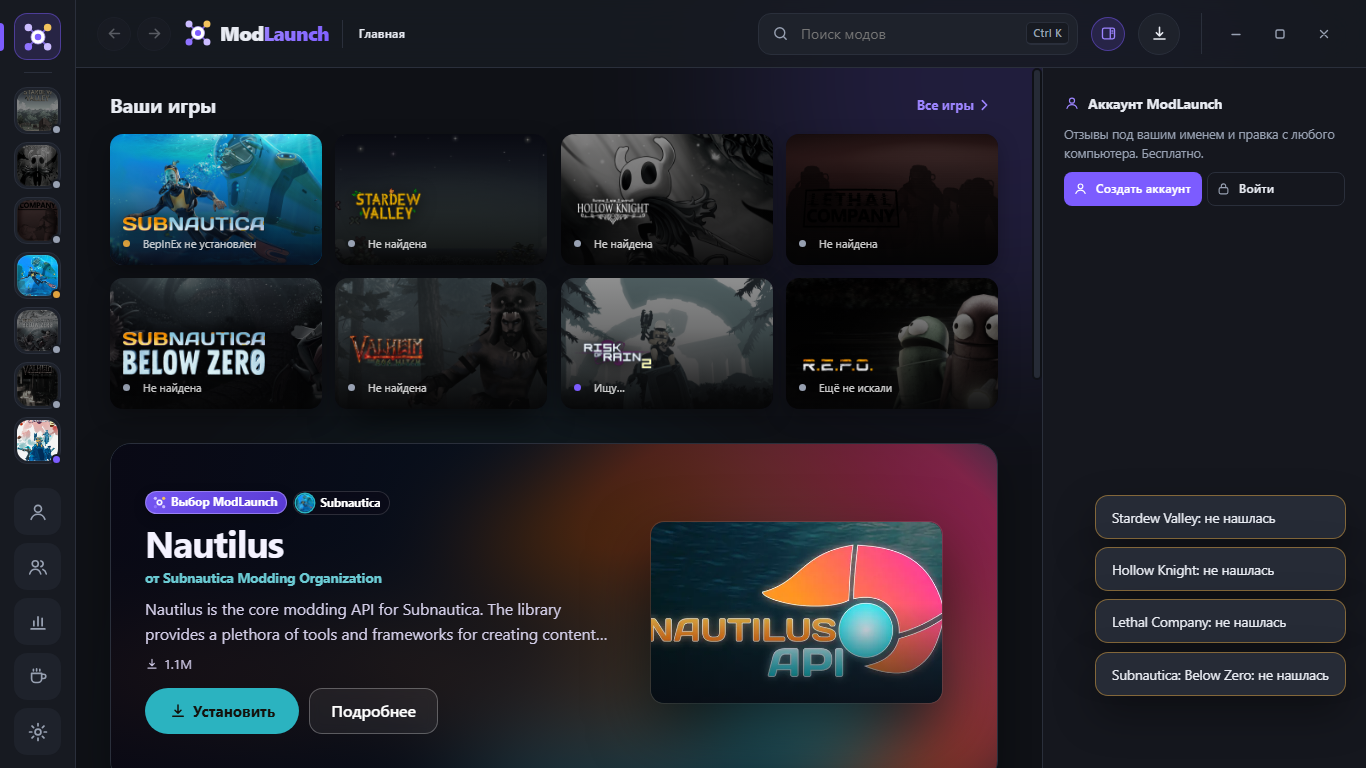 ModLaunch
Главная
Поиск модов
Ctrl K
Ваши игры
Все игры
SUBNAUTICA
BepInEx не установлен
STARDEW
VALLEY
Не найдена
HOLLOW KNIGHT
Не найдена
LETHAL
COMPANY
Не найдена
SUBNAUTICA
BELOW ZERO
Не найдена
VALHEIM
Не найдена
RISK
OF RAIN 2
Ищу...
R.E.P.O.
Ещё не искали
Выбор ModLaunch
Subnautica
Nautilus
от Subnautica Modding Organization
Nautilus is the core modding API for Subnautica. The library
provides a plethora of tools and frameworks for creating content...
1.1M
Установить
Подробнее
NAUTILUS
API
Аккаунт ModLaunch
Отзывы под вашим именем и правка с любого
компьютера. Бесплатно.
Создать аккаунт
Войти
Stardew Valley: не нашлась
Hollow Knight: не нашлась
Lethal Company: не нашлась
Subnautica: Below Zero: не нашлась